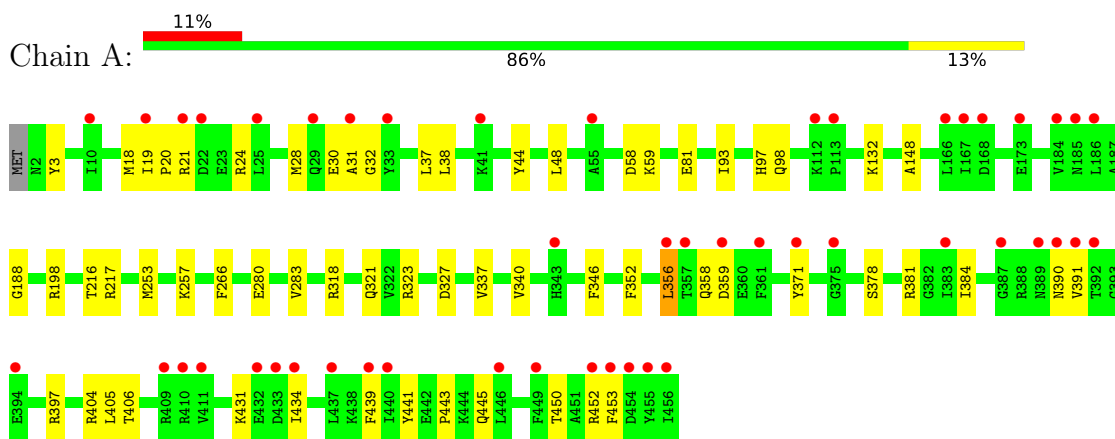 11%
Chain A:
86% 13%
MET N2 Y3 I10 M18 I19 P20 R21 D22 E23 R24 L25 M28 Q29 E30 A31 G32 Y33 L37 L38 K41 Y44 L48 A55 D58 K59 E81 I93 H97 Q98 K112 P113 K132 A148 L166 I167 D168 E173 V184 N185 L186 A187
G188 R198 T216 R217 M253 K257 F266 E280 V283 R318 Q321 V322 R323 D327 V337 V340 H343 F346 F352 L356 T357 Q358 D359 E360 F361 Y371 G375 S378 R381 G382 I383 I384 G387 R388 N389 N390 V391 T392
E394 R397 R404 L405 T406 R409 R410 V411 K431 E432 D433 I434 L437 K438 F439 I440 Y441 E442 P443 K444 Q445 L446 F449 T450 A451 R452 F453 D454 Y455 I456